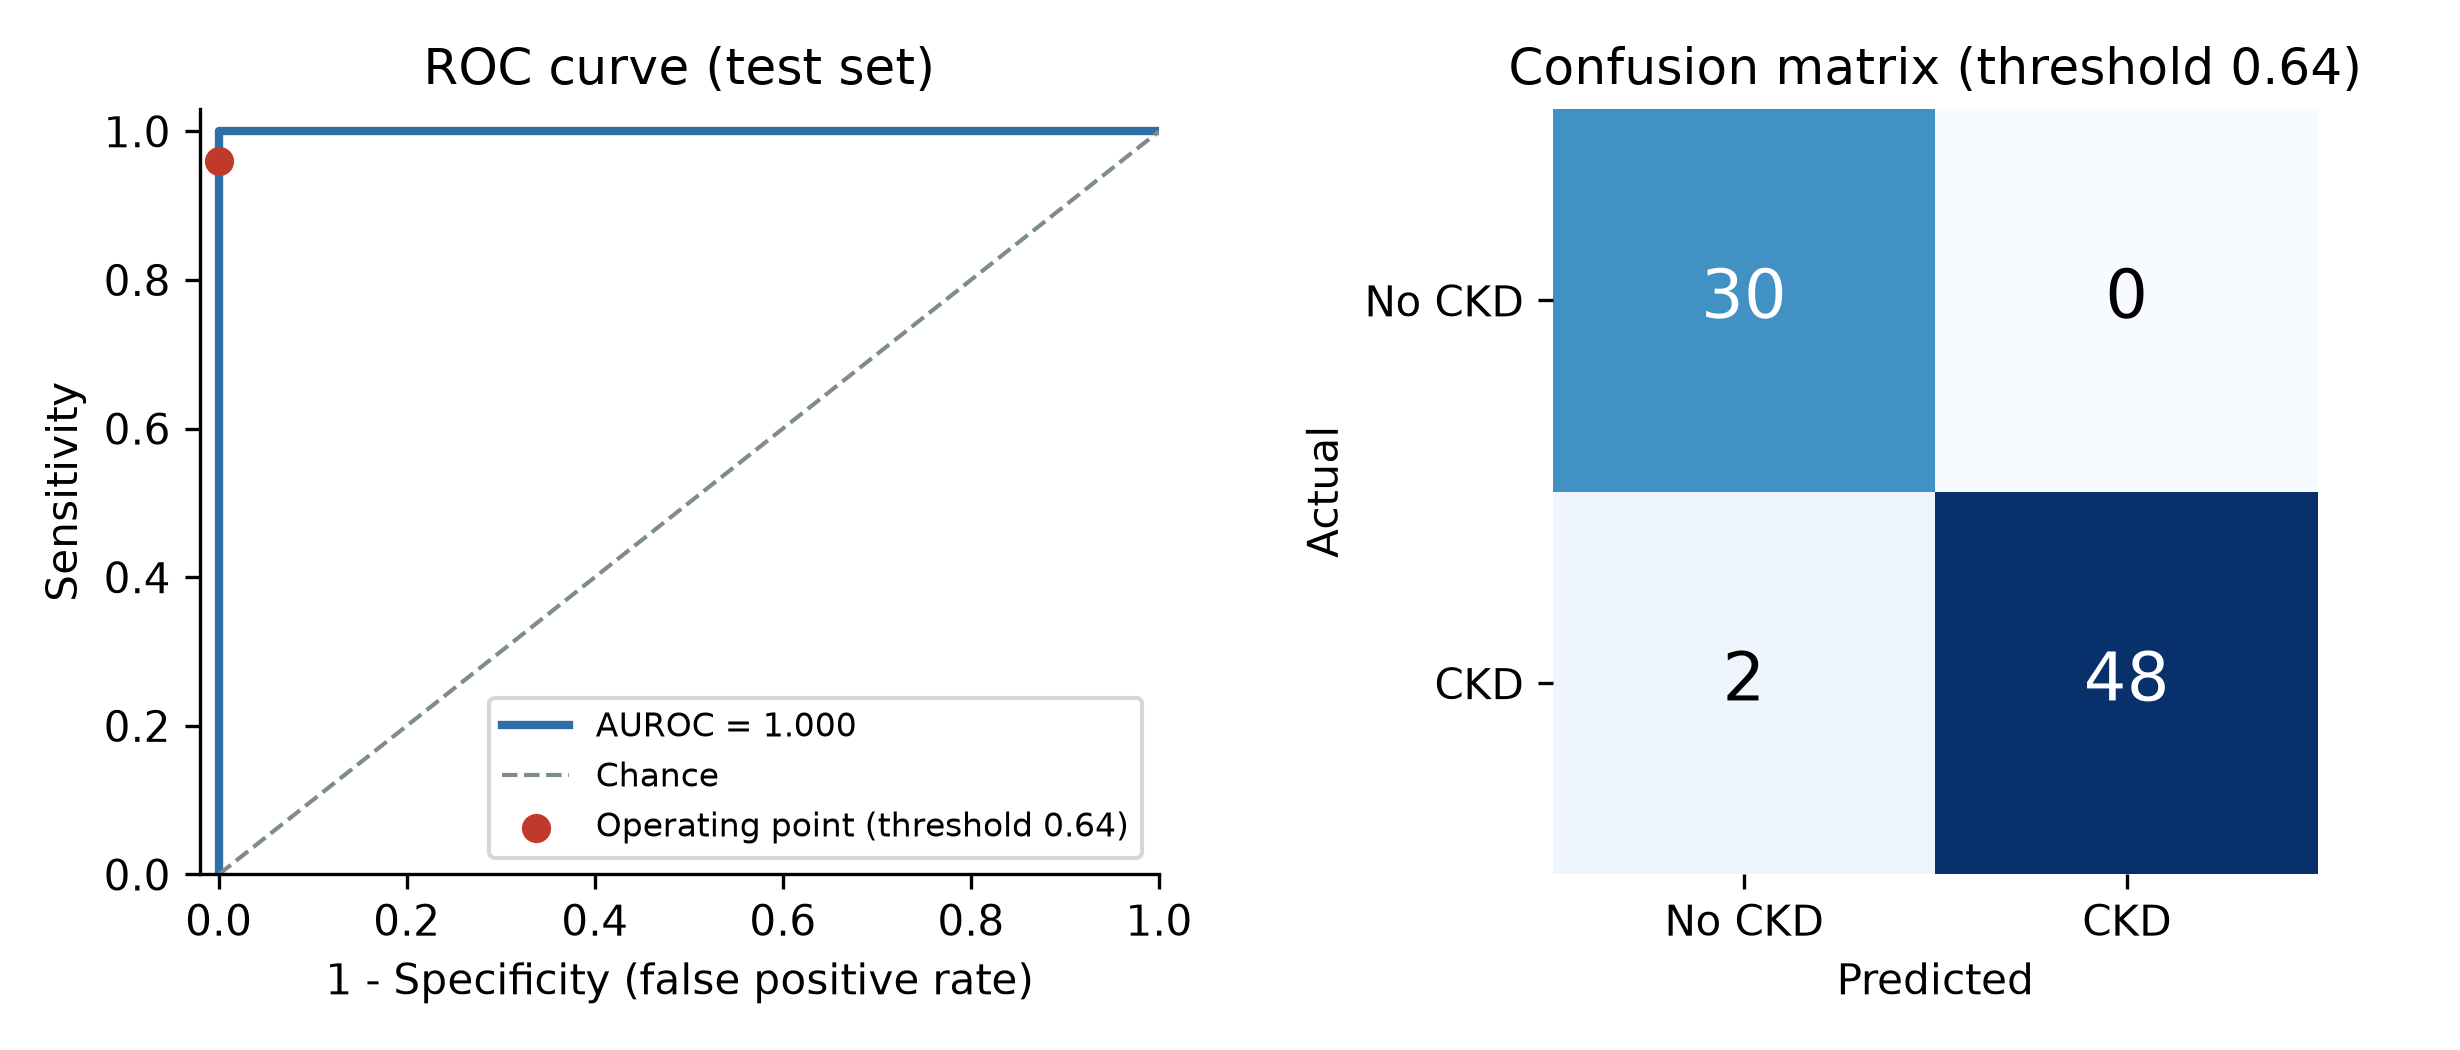 ROC curve (test set)
Sensitivity
1.0
0.8
0.6
0.4
0.2
0.0
AUROC = 1.000
Chance
Operating point (threshold 0.64)
0.0 0.2 0.4 0.6 0.8 1.0
1 - Specificity (false positive rate)
Confusion matrix (threshold 0.64)
Actual
No CKD
30 0
CKD
2 48
No CKD CKD
Predicted